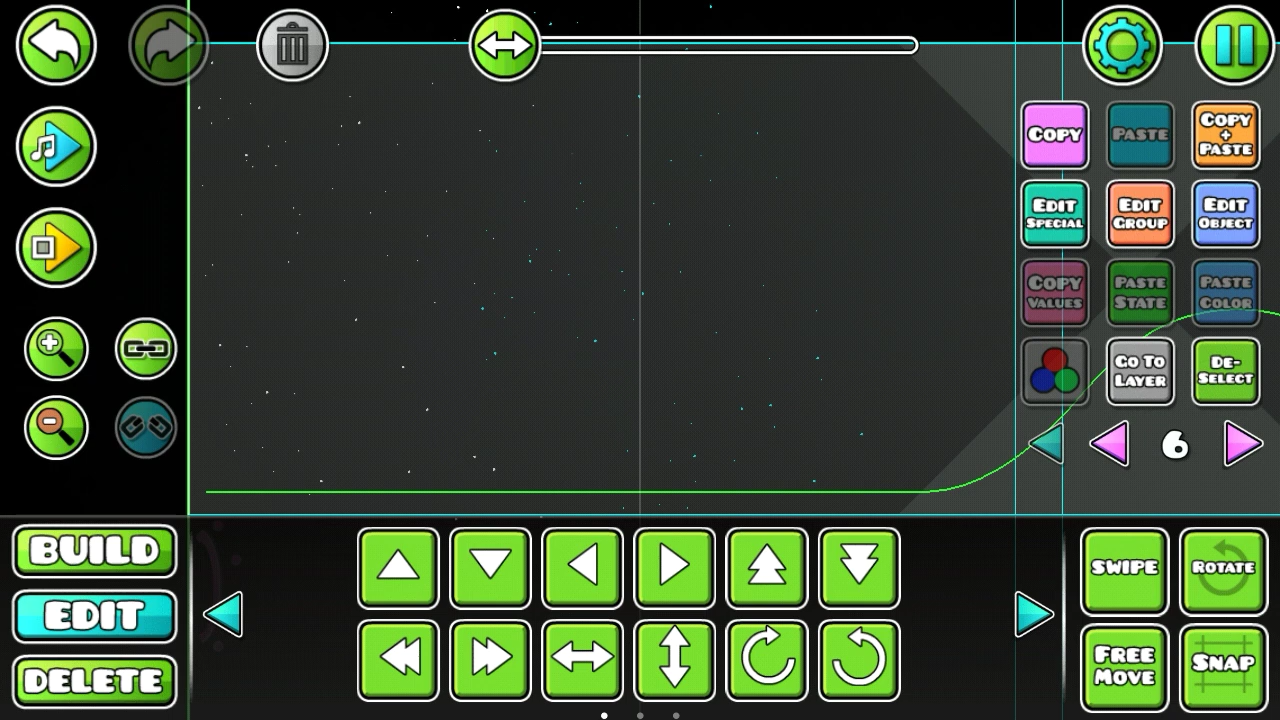 COPY
PASTE
COPY
+
PASTE
EDIT
SPECIAL
EDIT
GROUP
EDIT
OBJECT
COPY
VALUES
PASTE
STATE
PASTE
COLOR
GO TO
LAYER
DE-
SELECT
6
BUILD
EDIT
DELETE
SWIPE
ROTATE
FREE
MOVE
SNAP